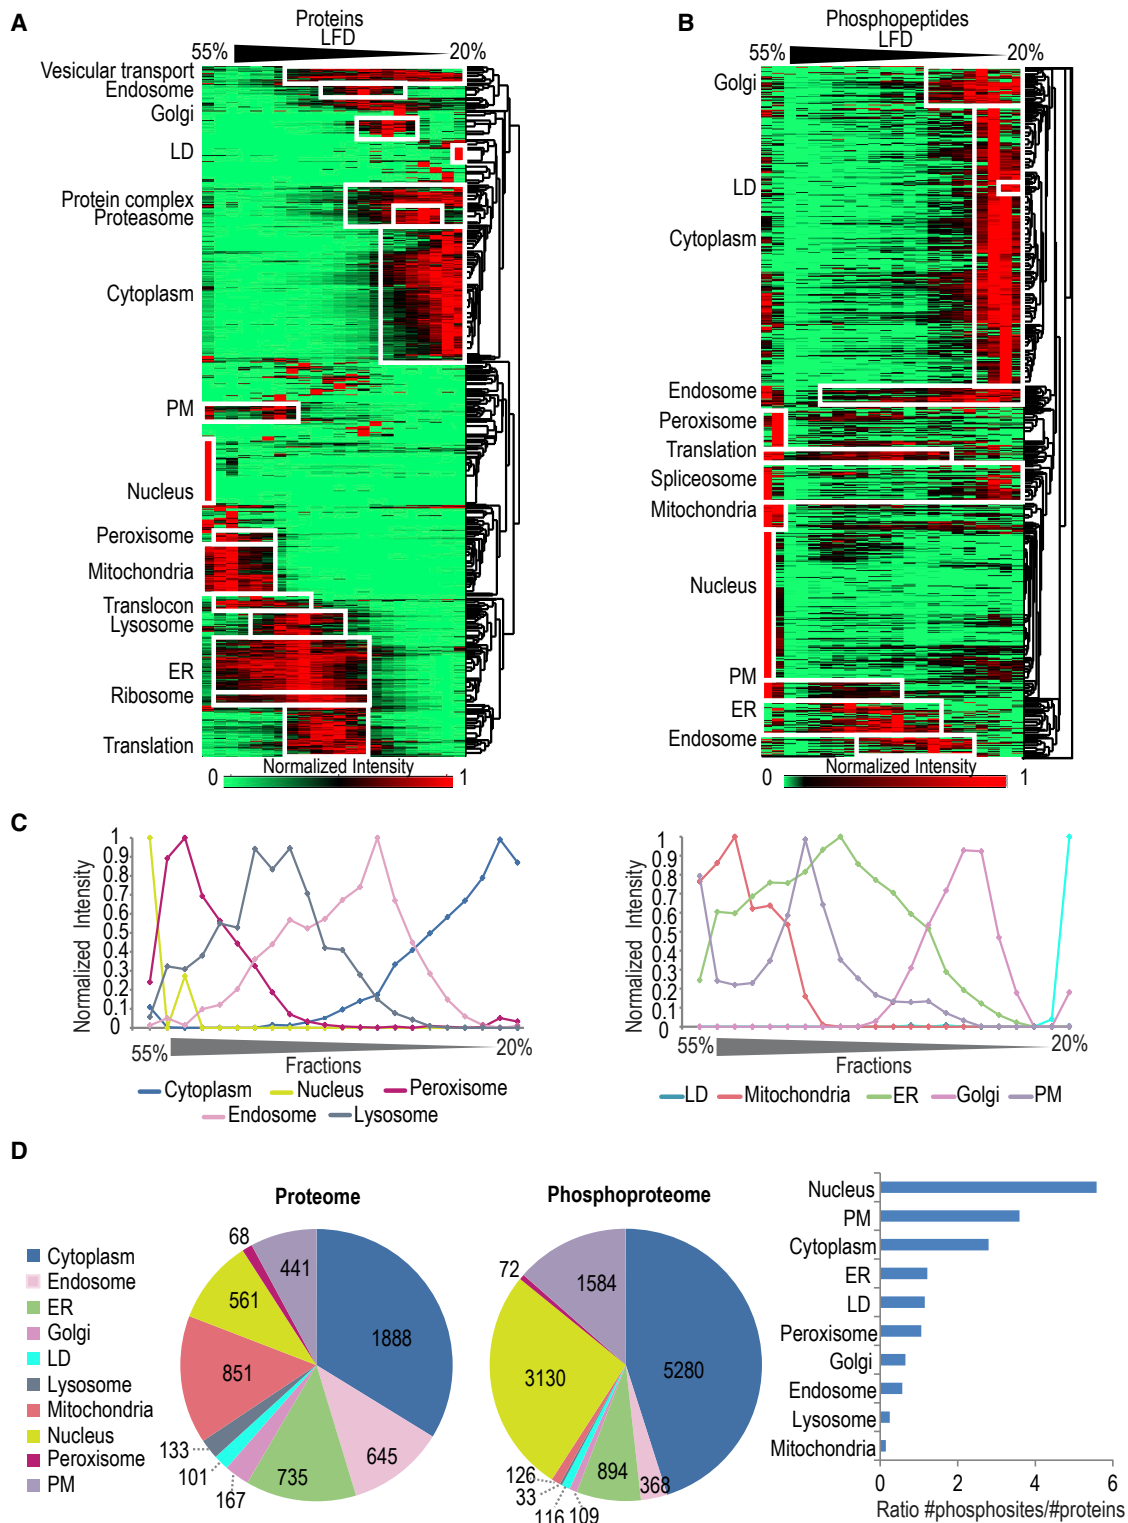 A
Proteins
LFD
55%
20%
Vesicular transport
Endosome
Golgi
LD
Protein complex
Proteasome
Cytoplasm
PM
Nucleus
Peroxisome
Mitochondria
Translocon
Lysosome
ER
Ribosome
Translation
0 Normalized Intensity 1
B
Phosphopeptides
LFD
55%
20%
Golgi
LD
Cytoplasm
Endosome
Peroxisome
Translation
Spliceosome
Mitochondria
Nucleus
PM
ER
Endosome
0 Normalized Intensity 1
C
Normalized Intensity
1
0.9
0.8
0.7
0.6
0.5
0.4
0.3
0.2
0.1
0
55%
20%
Fractions
Cytoplasm Nucleus Peroxisome
Endosome Lysosome
Normalized Intensity
1
0.9
0.8
0.7
0.6
0.5
0.4
0.3
0.2
0.1
0
55%
20%
Fractions
LD Mitochondria ER Golgi PM
D
Cytoplasm
Endosome
ER
Golgi
LD
Lysosome
Mitochondria
Nucleus
Peroxisome
PM
Proteome
68
441
561
1888
851
645
133
101
735
167
Phosphoproteome
72
1584
3130
5280
126
33
116
109
894
368
Nucleus
PM
Cytoplasm
ER
LD
Peroxisome
Golgi
Endosome
Lysosome
Mitochondria
0 2 4 6
Ratio #phosphosites/#proteins